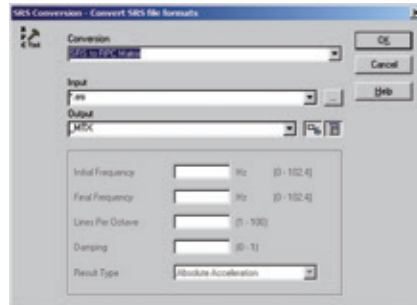 SRS Conversion - Convert SRS file formats
Conversion
SRS to RPC Matrix
OK
Cancel
Help
Input
*.srs
...
Output
_MTX
Initial Frequency
Hz
[0 - 102.4]
Final Frequency
Hz
[0 - 102.4]
Lines Per Octave
(1 - 100)
Damping
(0 - 1)
Result Type
Absolute Acceleration